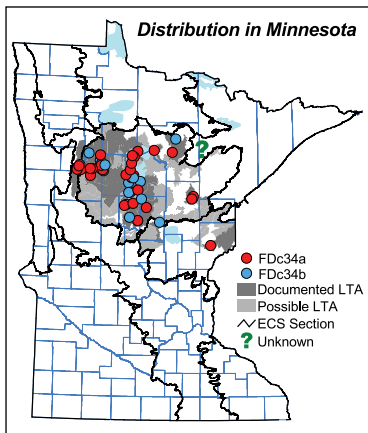 Distribution in Minnesota
?
FDc34a
FDc34b
Documented LTA
Possible LTA
ECS Section
? Unknown